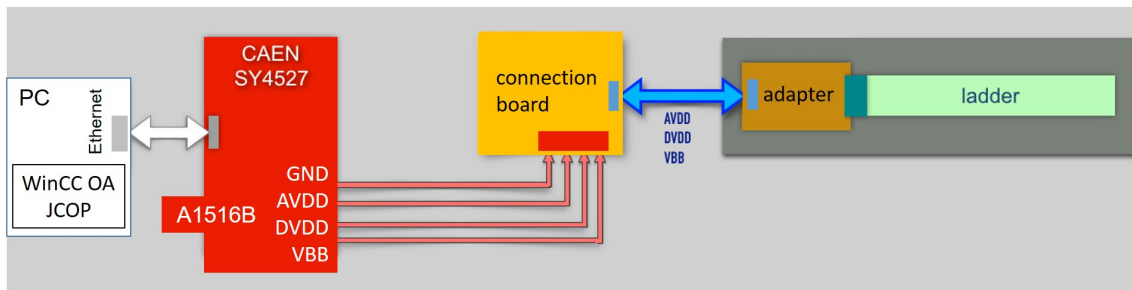 PC
Ethernet
WinCC OA
JCOP
CAEN
SY4527
A1516B
GND
AVDD
DVDD
VBB
connection
board
AVDD
DVDD
VBB
adapter
ladder